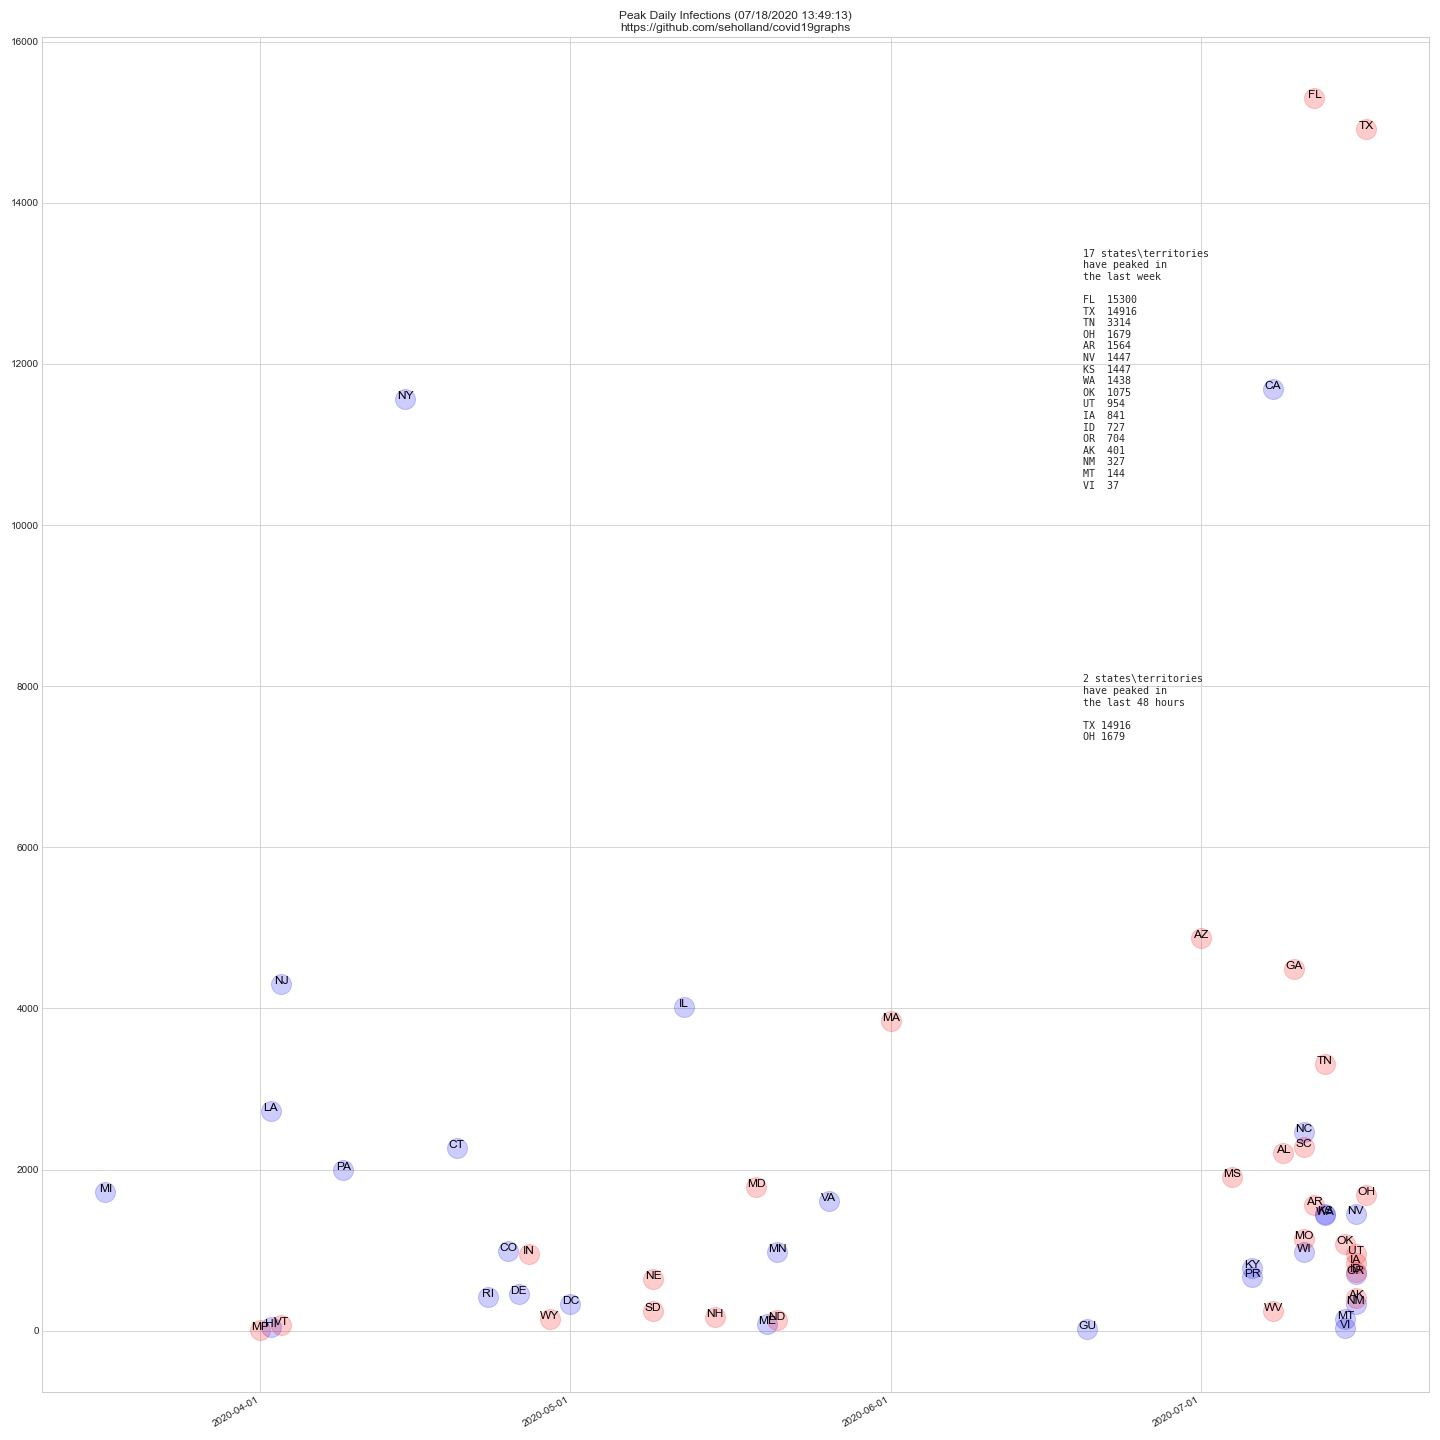 Peak Daily Infections (07/18/2020 13:49:13)
https://github.com/seholland/covid19graphs
16000
FL
TX
14000
17 states\territories
have peaked in
the last week
FL 15300
TX 14916
TN 3314
OH 1679
AR 1564
NV 1447
KS 1447
WA 1438
OK 1075
UT 954
IA 841
ID 727
OR 704
AK 401
NM 327
MT 144
VI 37
12000
NY
CA
10000
8000
2 states\territories
have peaked in
the last 48 hours
TX 14916
OH 1679
6000
AZ
GA
NJ
IL
4000
MA
TN
LA
NC
CT
SC
AL
PA
2000
MS
MI
MD
OH
VA
AR
KS
WA
NV
MO
OK
CO
IN
MN
WI
UT
IA
KY
ID
OR
PR
NE
RI
DE
DC
AK
NM
SD
WV
WY
NH
MT
MP
HI
VT
ME
ND
GU
VI
0
2020-04-01
2020-05-01
2020-06-01
2020-07-01